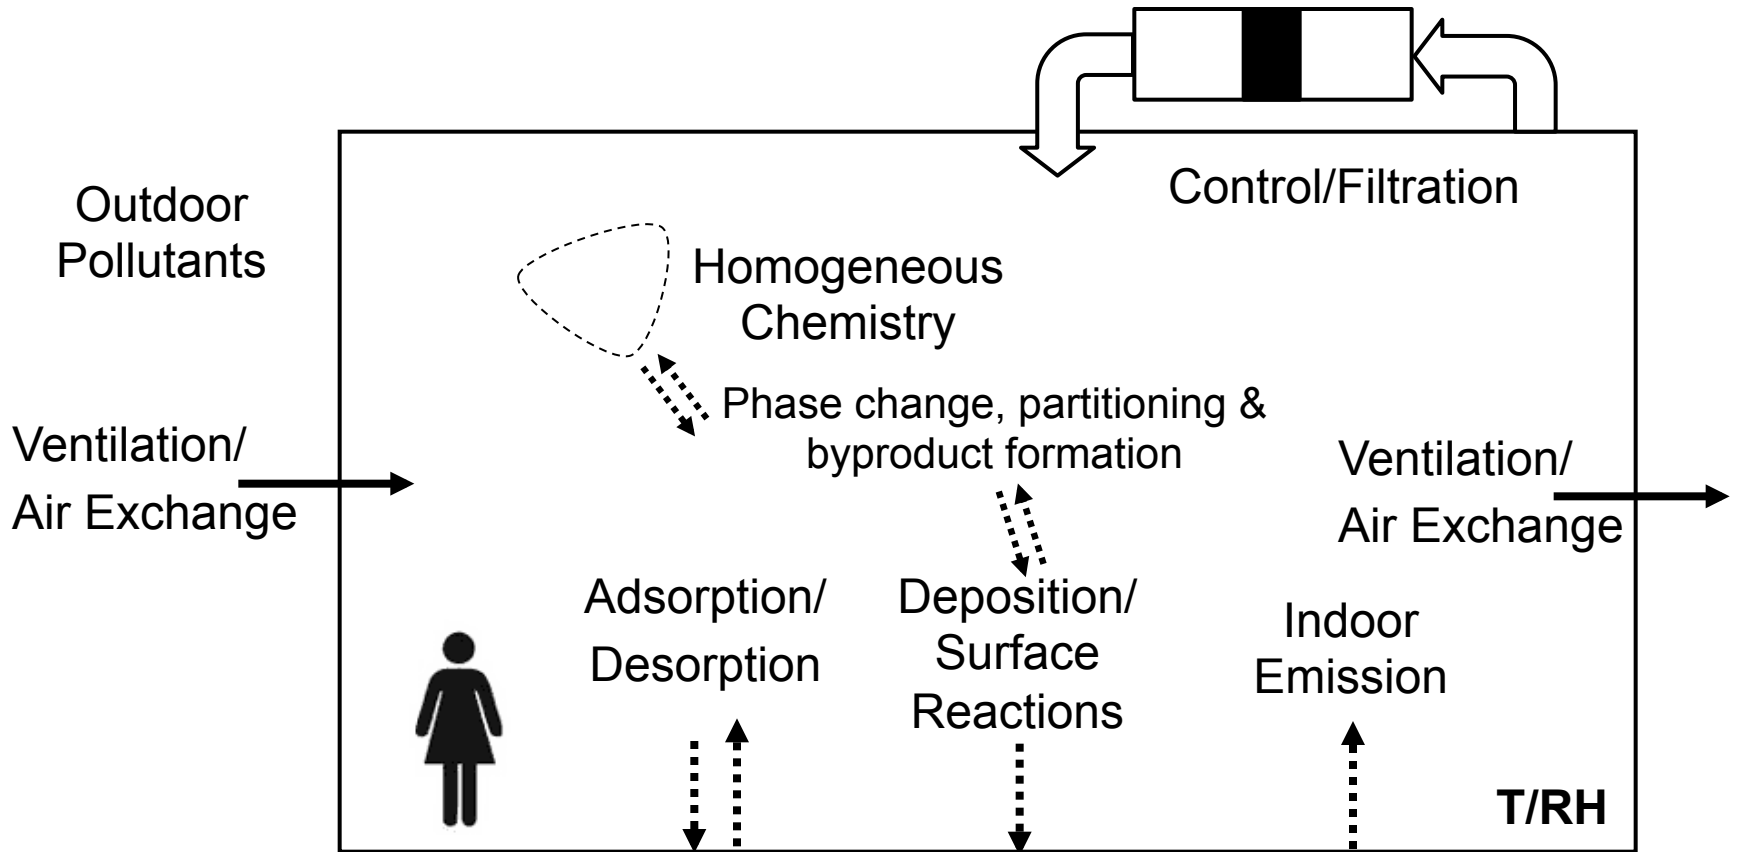 Control/Filtration
Outdoor
Pollutants
Homogeneous
Chemistry
Phase change, partitioning &
byproduct formation
Ventilation/
Air Exchange
Ventilation/
Air Exchange
Adsorption/
Desorption
Deposition/
Surface
Reactions
Indoor
Emission
T/RH